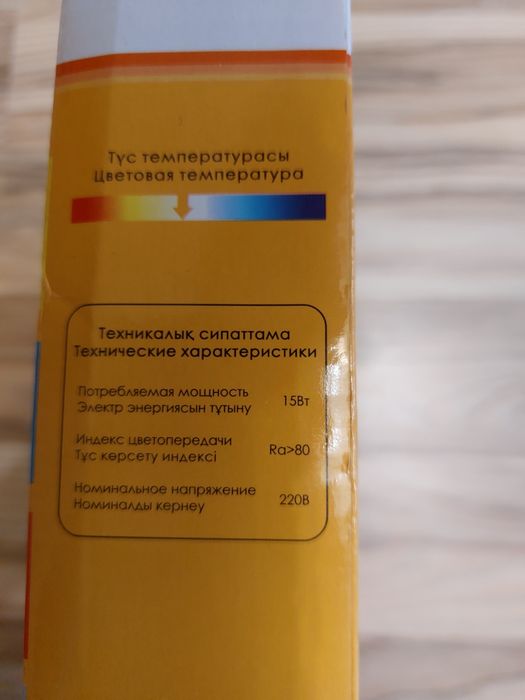 Түс температурасы
Цветовая температура
Техникалық сипаттама
Технические характеристики
Потребляемая мощность
Электр энергиясын тұтыну
15Вт
Индекс цветопередачи
Түс көрсету индексі
Ra>80
Номинальное напряжение
Номиналды кернеу
220В